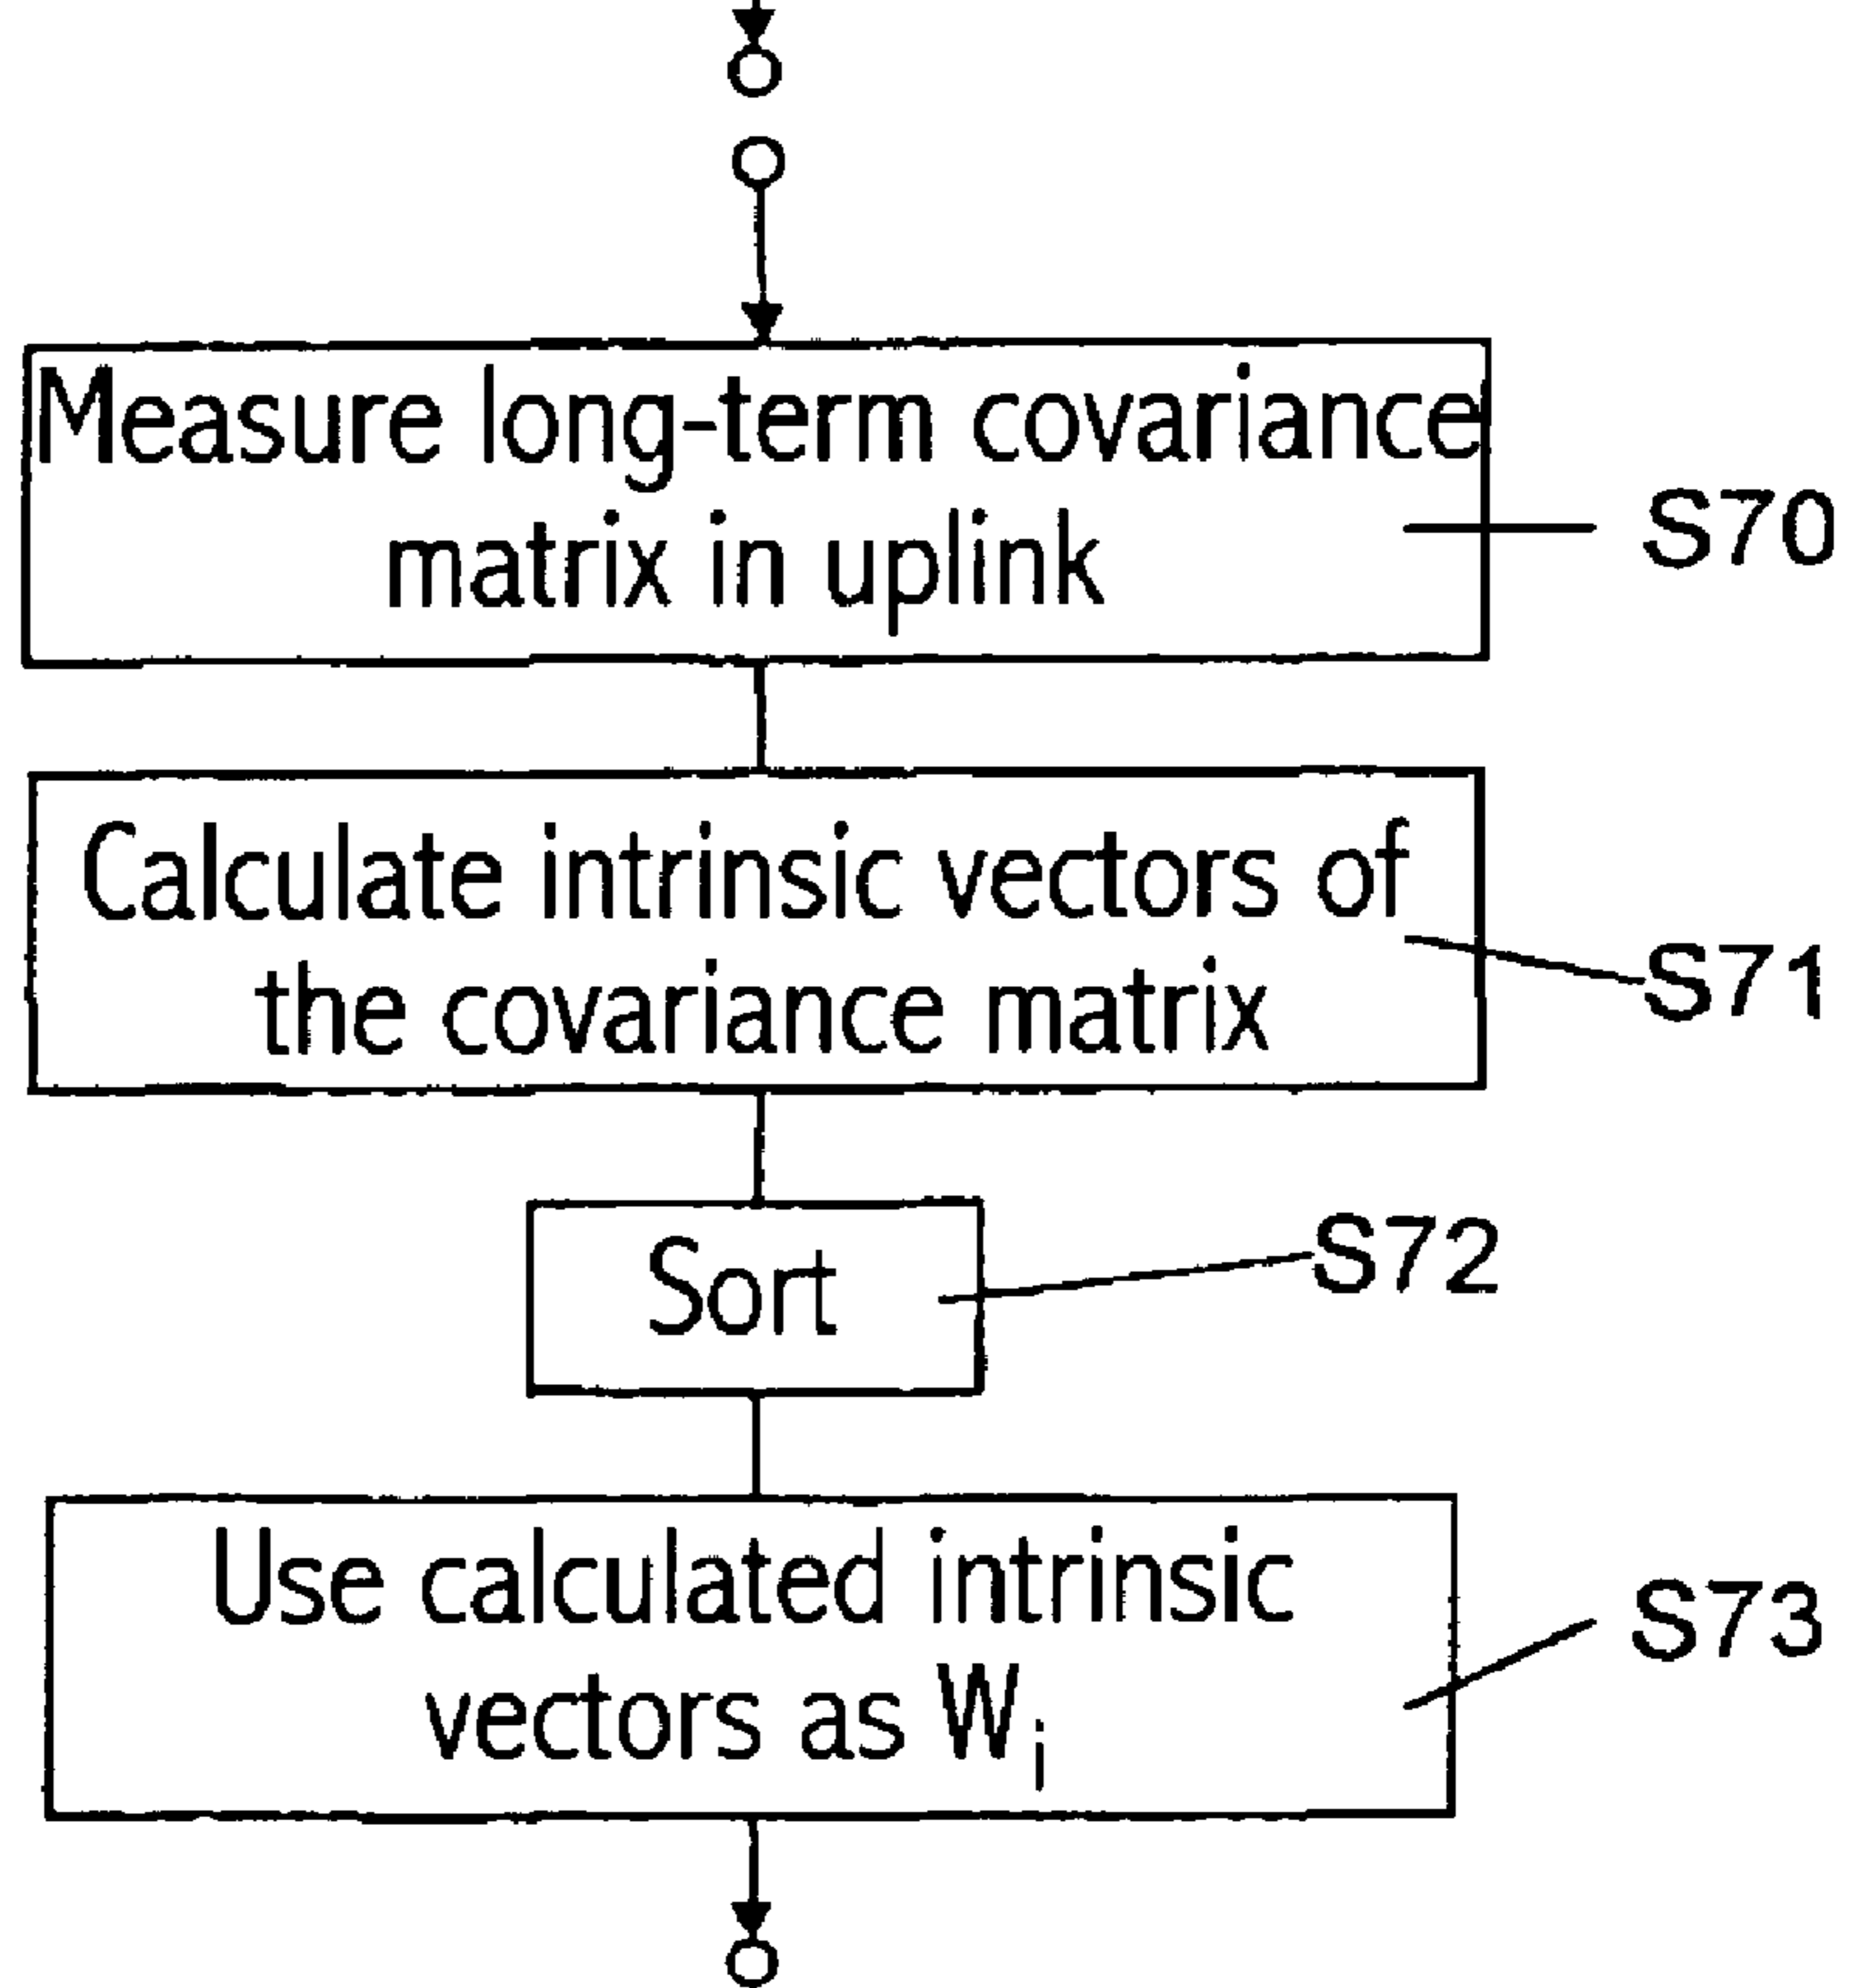 Measure long-term covariance
matrix in uplink
S70
Calculate intrinsic vectors of
the covariance matrix
S71
Sort
S72
Use calculated intrinsic
vectors as Wi
S73